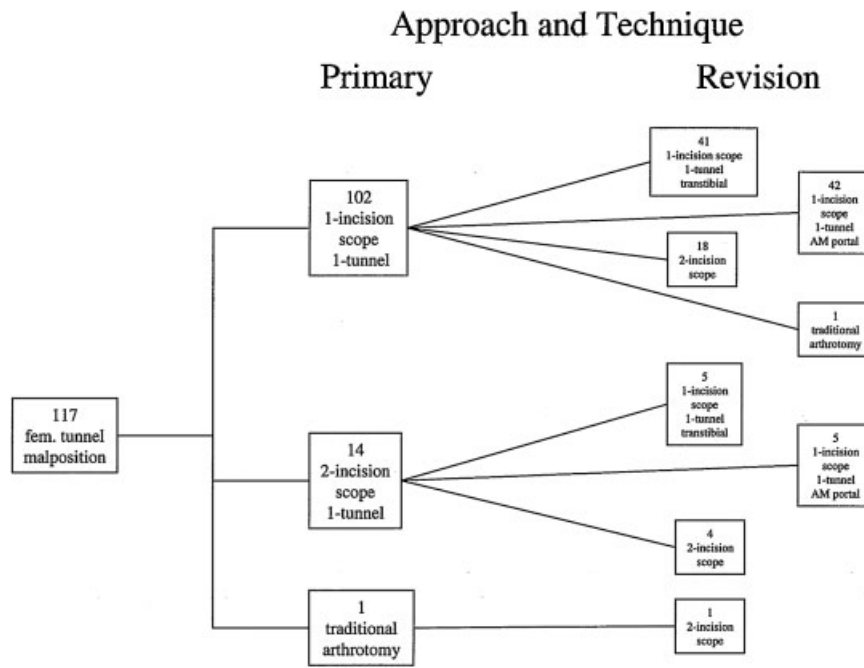 Approach and Technique
Primary
Revision
117
fem. tunnel
malposition
102
1-incision
scope
1-tunnel
41
1-incision scope
1-tunnel
transtibial
42
1-incision
scope
1-tunnel
AM portal
18
2-incision
scope
1
traditional
arthrotomy
14
2-incision
scope
1-tunnel
5
1-incision
scope
1-tunnel
transtibial
5
1-incision
scope
1-tunnel
AM portal
4
2-incision
scope
1
traditional
arthrotomy
1
2-incision
scope